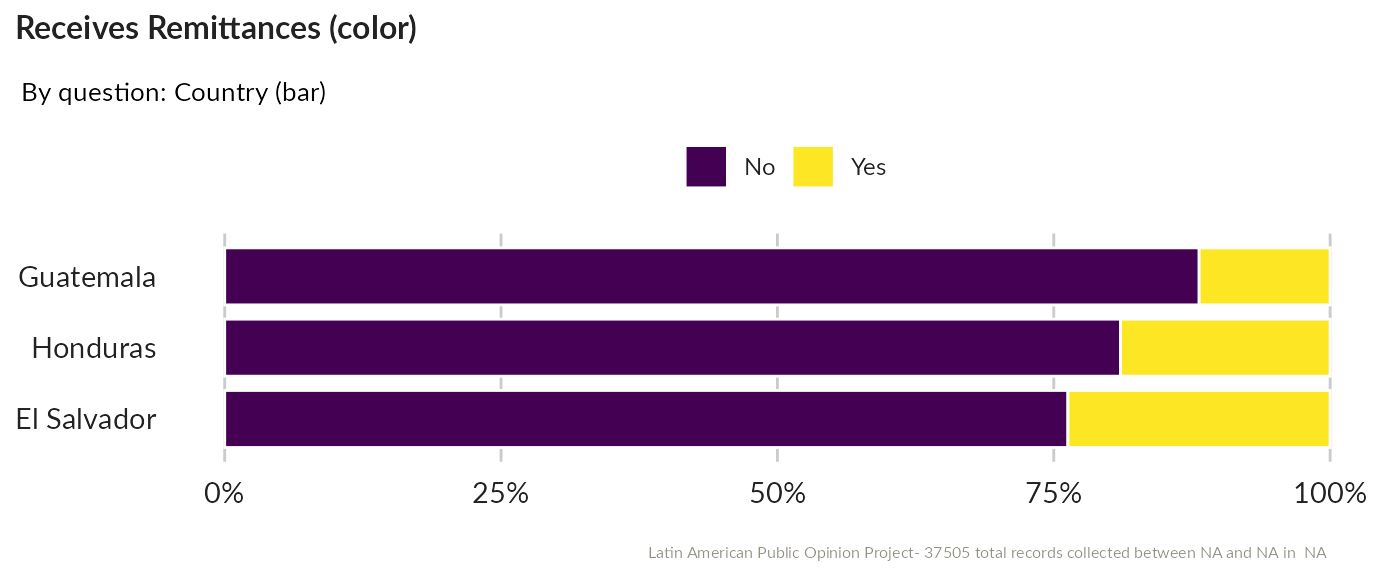 Receives Remittances (color)
By question: Country (bar)
No Yes
Guatemala
Honduras
El Salvador
0% 25% 50% 75% 100%
Latin American Public Opinion Project- 37505 total records collected between NA and NA in  NA